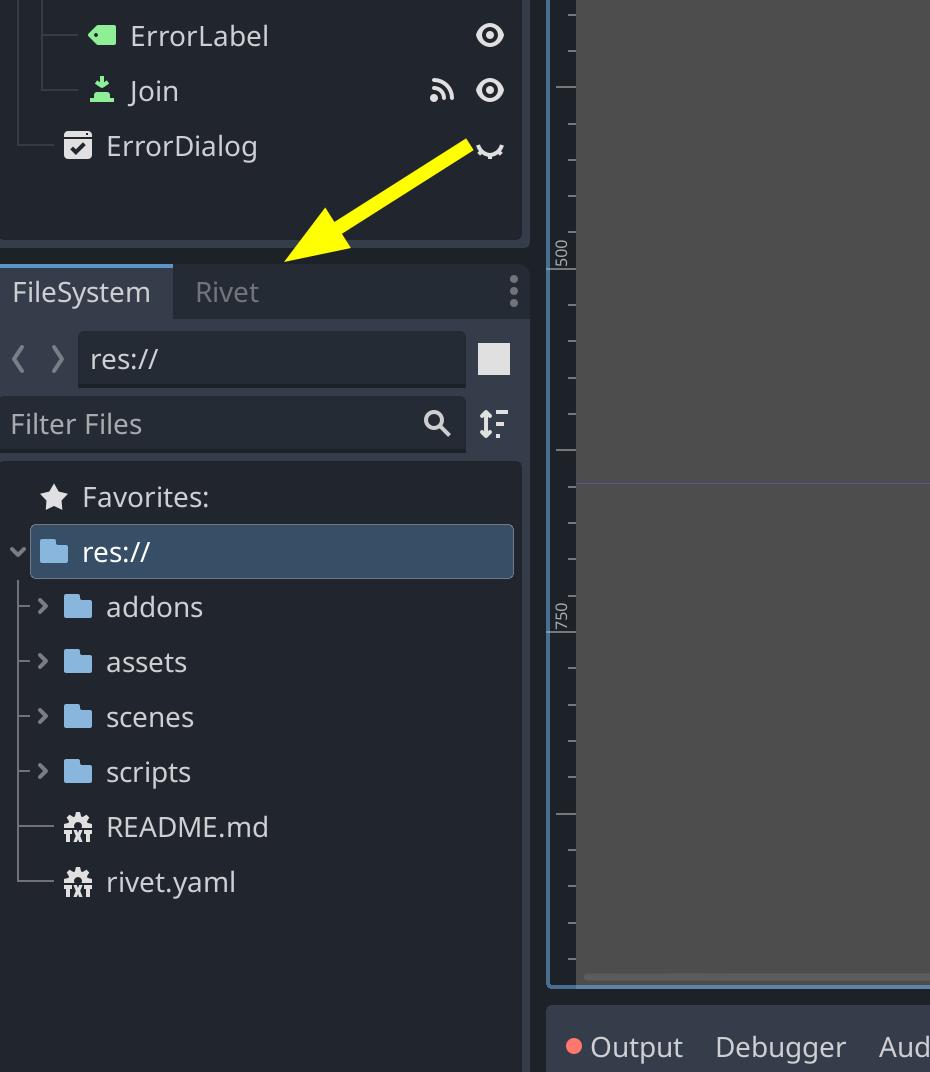 ErrorLabel
Join
ErrorDialog
FileSystem Rivet
res://
Filter Files
Favorites:
res://
addons
assets
scenes
scripts
README.md
rivet.yaml
500
750
Output Debugger Aud